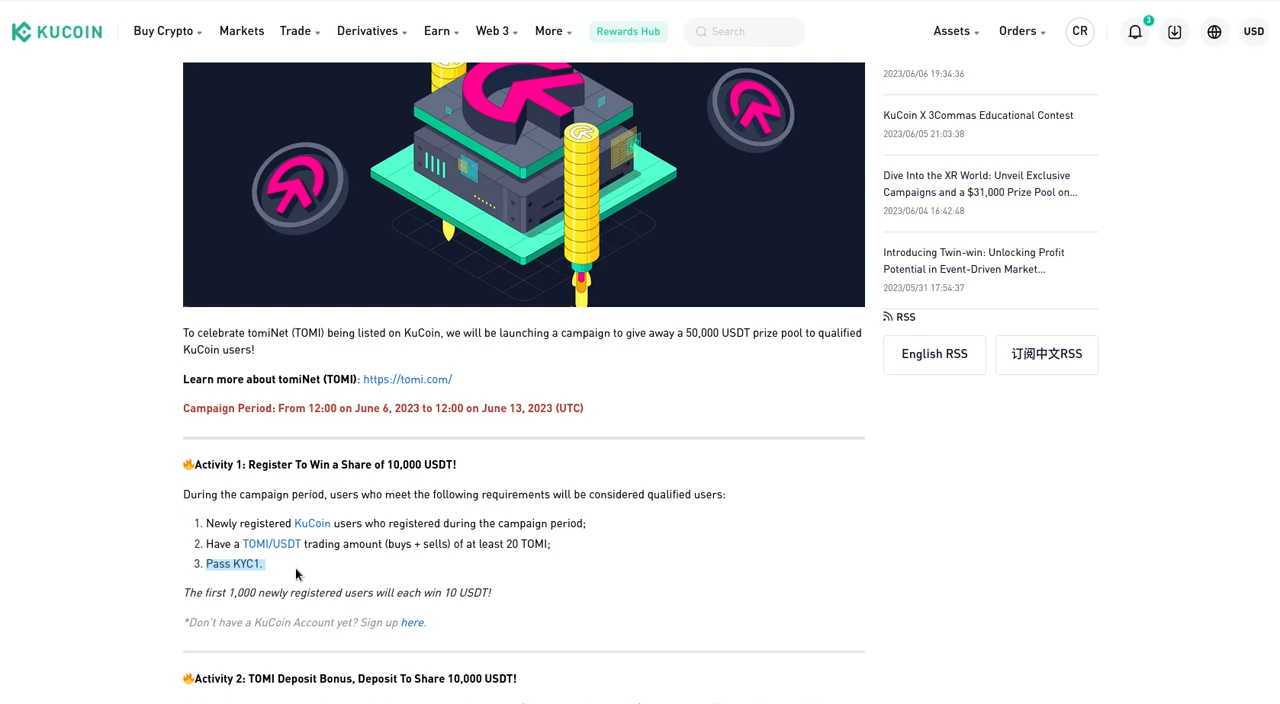 KUCOIN
Buy Crypto
Markets
Trade
Derivatives
Earn
Web 3
More
Rewards Hub
Search
Assets
Orders
CR
3
USD
2023/06/06 19:34:36
KuCoin X 3Commas Educational Contest
2023/06/05 21:03:38
Dive Into the XR World: Unveil Exclusive
Campaigns and a $31,000 Prize Pool on...
2023/06/04 16:42:48
Introducing Twin-win: Unlocking Profit
Potential in Event-Driven Market...
2023/05/31 17:54:37
RSS
English RSS
订阅中文RSS
To celebrate tomiNet (TOMI) being listed on KuCoin, we will be launching a campaign to give away a 50,000 USDT prize pool to qualified
KuCoin users!
Learn more about tomiNet (TOMI): https://tomi.com/
Campaign Period: From 12:00 on June 6, 2023 to 12:00 on June 13, 2023 (UTC)
🔥Activity 1: Register To Win a Share of 10,000 USDT!
During the campaign period, users who meet the following requirements will be considered qualified users:
1. Newly registered KuCoin users who registered during the campaign period;
2. Have a TOMI/USDT trading amount (buys + sells) of at least 20 TOMI;
3. Pass KYC1.
The first 1,000 newly registered users will each win 10 USDT!
*Don't have a KuCoin Account yet? Sign up here.
🔥Activity 2: TOMI Deposit Bonus, Deposit To Share 10,000 USDT!